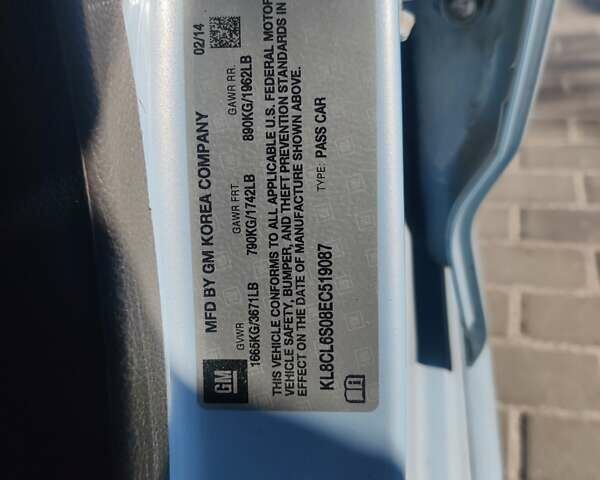 MFD BY GM KOREA COMPANY 02/14
GVWR GAWR FRT. GAWR RR.
1665KG/3671LB 790KG/1742LB 890KG/1962LB
THIS VEHICLE CONFORMS TO ALL APPLICABLE U.S. FEDERAL MOTOR
VEHICLE SAFETY, BUMPER, AND THEFT PREVENTION STANDARDS IN
EFFECT ON THE DATE OF MANUFACTURE SHOWN ABOVE.
KL8CL6S08EC519087 TYPE: PASS CAR
GM